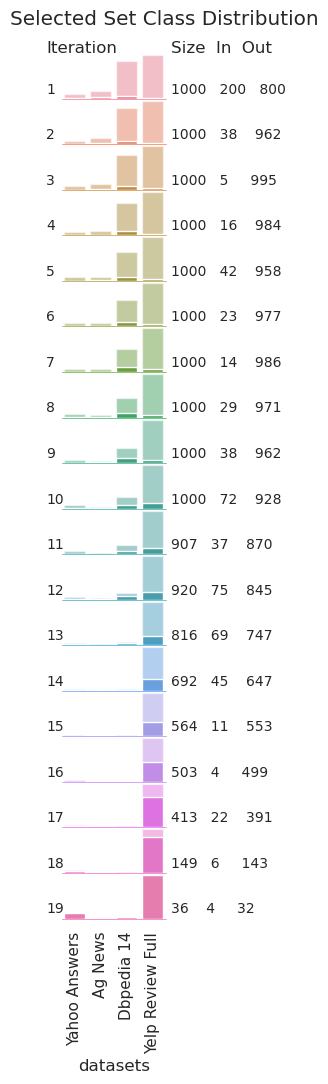 Selected Set Class Distribution
Iteration Size In Out
1 1000 200 800
2 1000 38 962
3 1000 5 995
4 1000 16 984
5 1000 42 958
6 1000 23 977
7 1000 14 986
8 1000 29 971
9 1000 38 962
10 1000 72 928
11 907 37 870
12 920 75 845
13 816 69 747
14 692 45 647
15 564 11 553
16 503 4 499
17 413 22 391
18 149 6 143
19 36 4 32
Yahoo Answers
Ag News
Dbpedia 14
Yelp Review Full
datasets